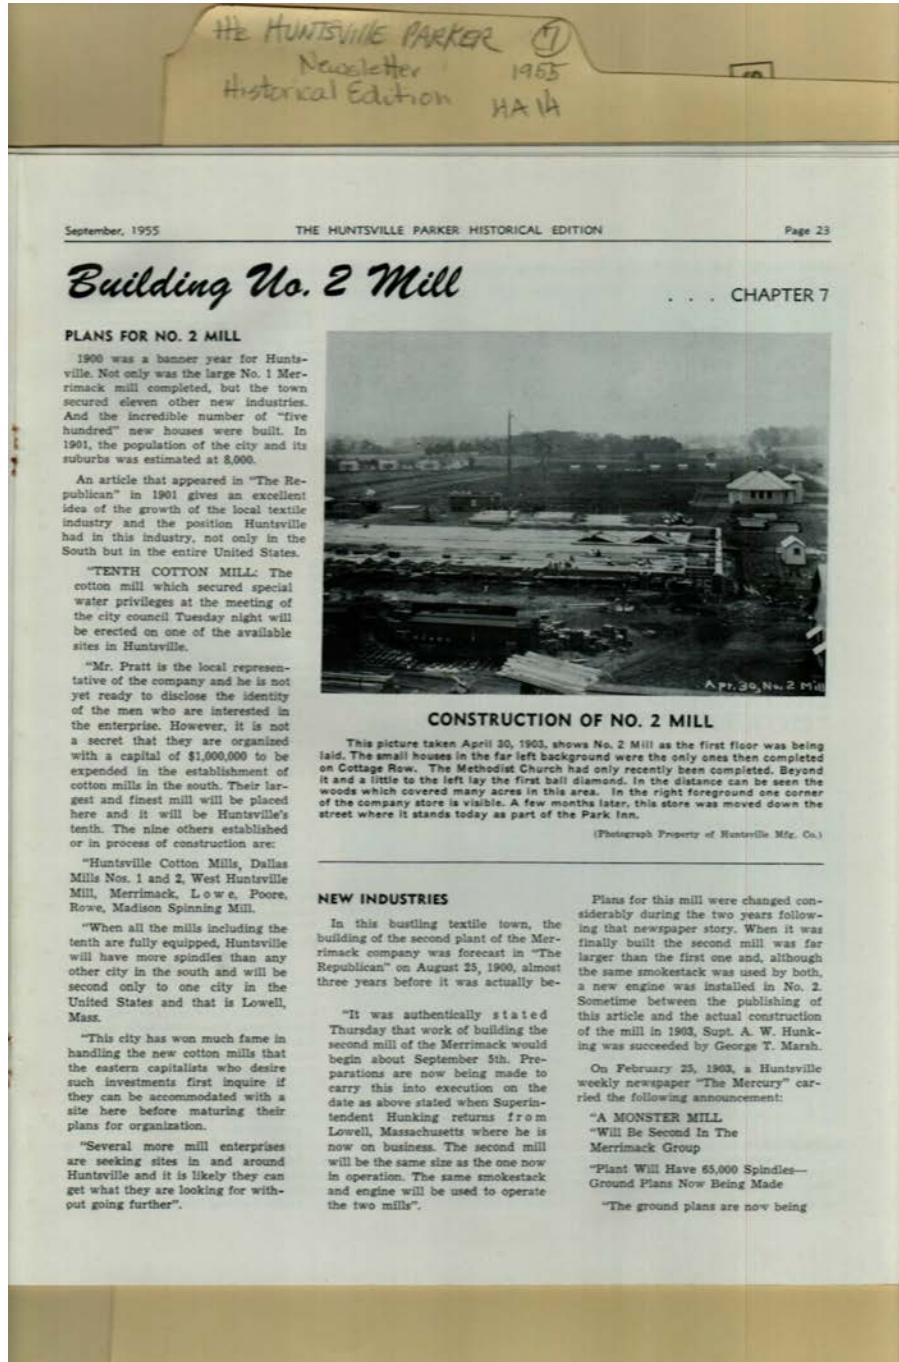 tHE HUNTSVILLE PARKER 7
Newsletter 1955
Historical Edition HA 14
September, 1955 THE HUNTSVILLE PARKER HISTORICAL EDITION Page 23
Building No. 2 Mill
. . . CHAPTER 7
PLANS FOR NO. 2 MILL
1900 was a banner year for Hunts-
ville. Not only was the large No. 1 Mer-
rimack mill completed, but the town
secured eleven other new industries.
And the incredible number of "five
hundred" new houses were built. In
1901, the population of the city and its
suburbs was estimated at 8,000.
An article that appeared in "The Re-
publican" in 1901 gives an excellent
idea of the growth of the local textile
industry and the position Huntsville
had in this industry, not only in the
South but in the entire United States.
"TENTH COTTON MILL: The
cotton mill which secured special
water privileges at the meeting of
the city council Tuesday night will
be erected on one of the available
sites in Huntsville.
"Mr. Pratt is the local represen-
tative of the company and he is not
yet ready to disclose the identity
of the men who are interested in
the enterprise. However, it is not
a secret that they are organized
with a capital of $1,000,000 to be
expended in the establishment of
cotton mills in the south. Their lar-
gest and finest mill will be placed
here and it will be Huntsville's
tenth. The nine others established
or in process of construction are:
"Huntsville Cotton Mills, Dallas
Mills Nos. 1 and 2, West Huntsville
Mill, Merrimack, Lowe, Poore,
Rowe, Madison Spinning Mill.
"When all the mills including the
tenth are fully equipped, Huntsville
will have more spindles than any
other city in the south and will be
second only to one city in the
United States and that is Lowell,
Mass.
"This city has won much fame in
handling the new cotton mills that
the eastern capitalists who desire
such investments first inquire if
they can be accommodated with a
site here before maturing their
plans for organization.
"Several more mill enterprises
are seeking sites in and around
Huntsville and it is likely they can
get what they are looking for with-
out going further".
Apr. 30, No. 2 Mill
CONSTRUCTION OF NO. 2 MILL
This picture taken April 30, 1903, shows No. 2 Mill as the first floor was being
laid. The small houses in the far left background were the only ones then completed
on Cottage Row. The Methodist Church had only recently been completed. Beyond
it and a little to the left lay the first ball diamond. In the distance can be seen the
woods which covered many acres in this area. In the right foreground one corner
of the company store is visible. A few months later, this store was moved down the
street where it stands today as part of the Park Inn.
(Photograph Property of Huntsville Mfg. Co.)
NEW INDUSTRIES
In this bustling textile town, the
building of the second plant of the Mer-
rimack company was forecast in "The
Republican" on August 25, 1900, almost
three years before it was actually be-
"It was authentically stated
Thursday that work of building the
second mill of the Merrimack would
begin about September 5th. Pre-
parations are now being made to
carry this into execution on the
date as above stated when Superin-
tendent Hunking returns from
Lowell, Massachusetts where he is
now on business. The second mill
will be the same size as the one now
in operation. The same smokestack
and engine will be used to operate
the two mills".
Plans for this mill were changed con-
siderably during the two years follow-
ing that newspaper story. When it was
finally built the second mill was far
larger than the first one and, although
the same smokestack was used by both,
a new engine was installed in No. 2.
Sometime between the publishing of
this article and the actual construction
of the mill in 1903, Supt. A. W. Hunk-
ing was succeeded by George T. Marsh.
On February 25, 1903, a Huntsville
weekly newspaper "The Mercury" car-
ried the following announcement:
"A MONSTER MILL
"Will Be Second In The
Merrimack Group
"Plant Will Have 65,000 Spindles—
Ground Plans Now Being Made
"The ground plans are now being